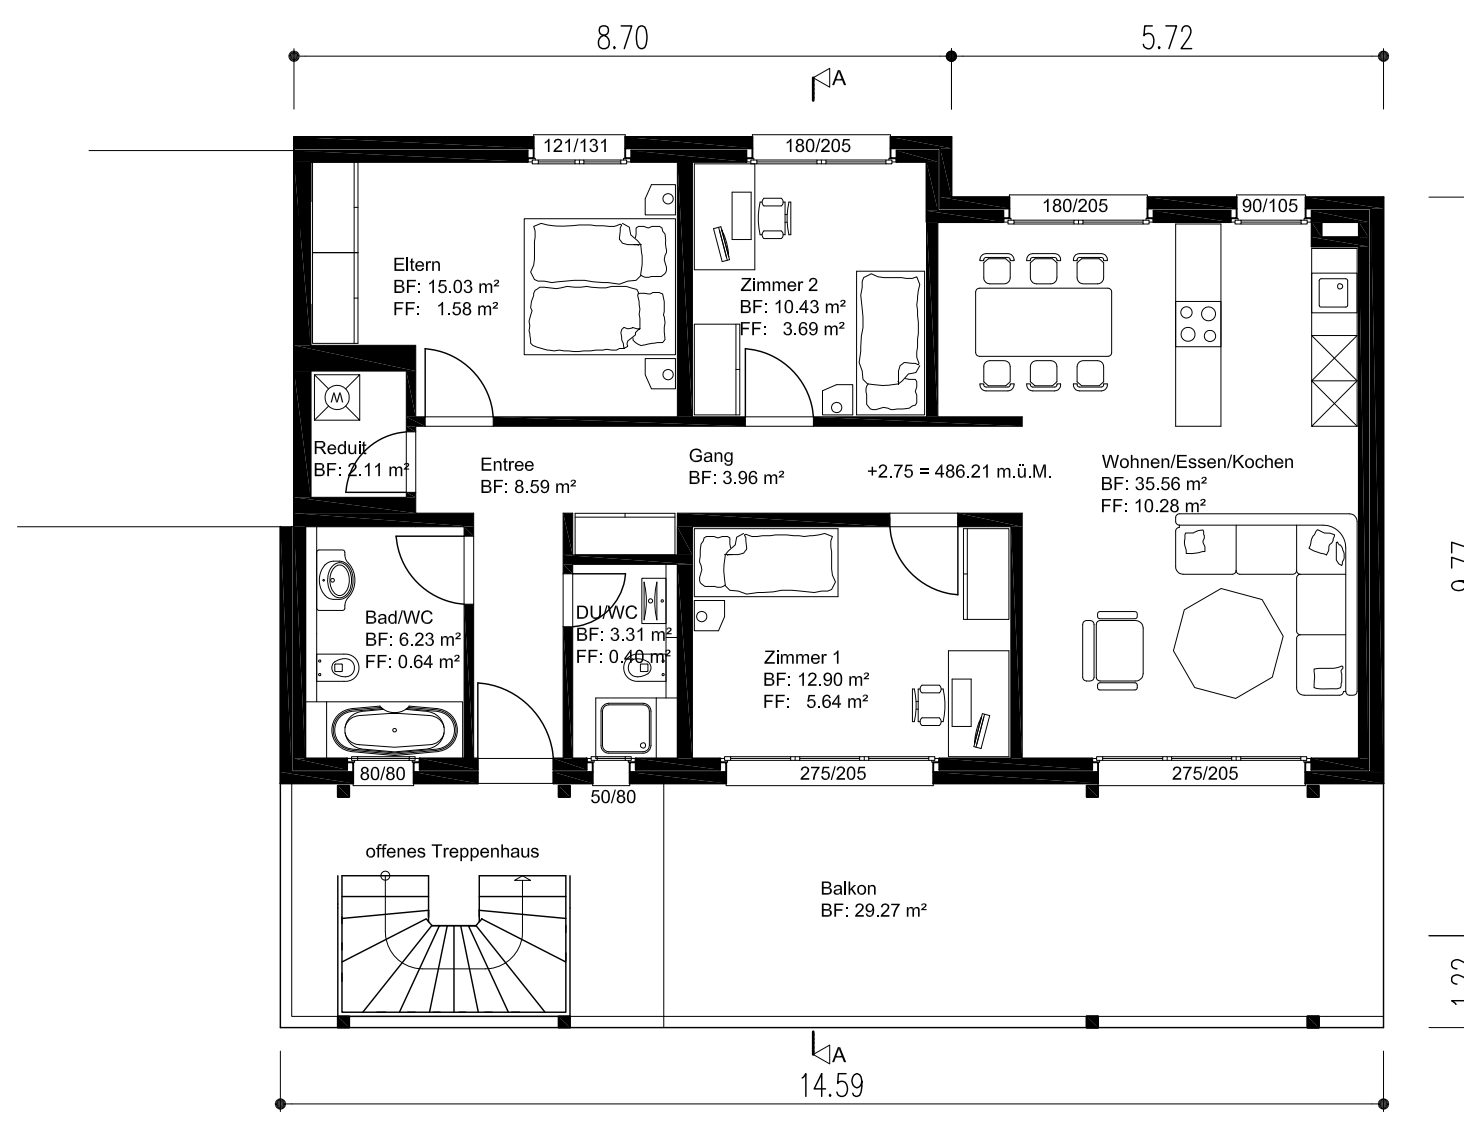 8.70
5.72
A
121/131
180/205
180/205
90/105
Eltern
BF: 15.03 m²
FF: 1.58 m²
Zimmer 2
BF: 10.43 m²
FF: 3.69 m²
W
Reduit
BF: 2.11 m²
Entree
BF: 8.59 m²
Gang
BF: 3.96 m²
+2.75 = 486.21 m.ü.M.
Wohnen/Essen/Kochen
BF: 35.56 m²
FF: 10.28 m²
9.77
Bad/WC
BF: 6.23 m²
FF: 0.64 m²
DU/WC
BF: 3.31 m²
FF: 0.40 m²
Zimmer 1
BF: 12.90 m²
FF: 5.64 m²
80/80
50/80
275/205
275/205
offenes Treppenhaus
Balkon
BF: 29.27 m²
1.22
A
14.59